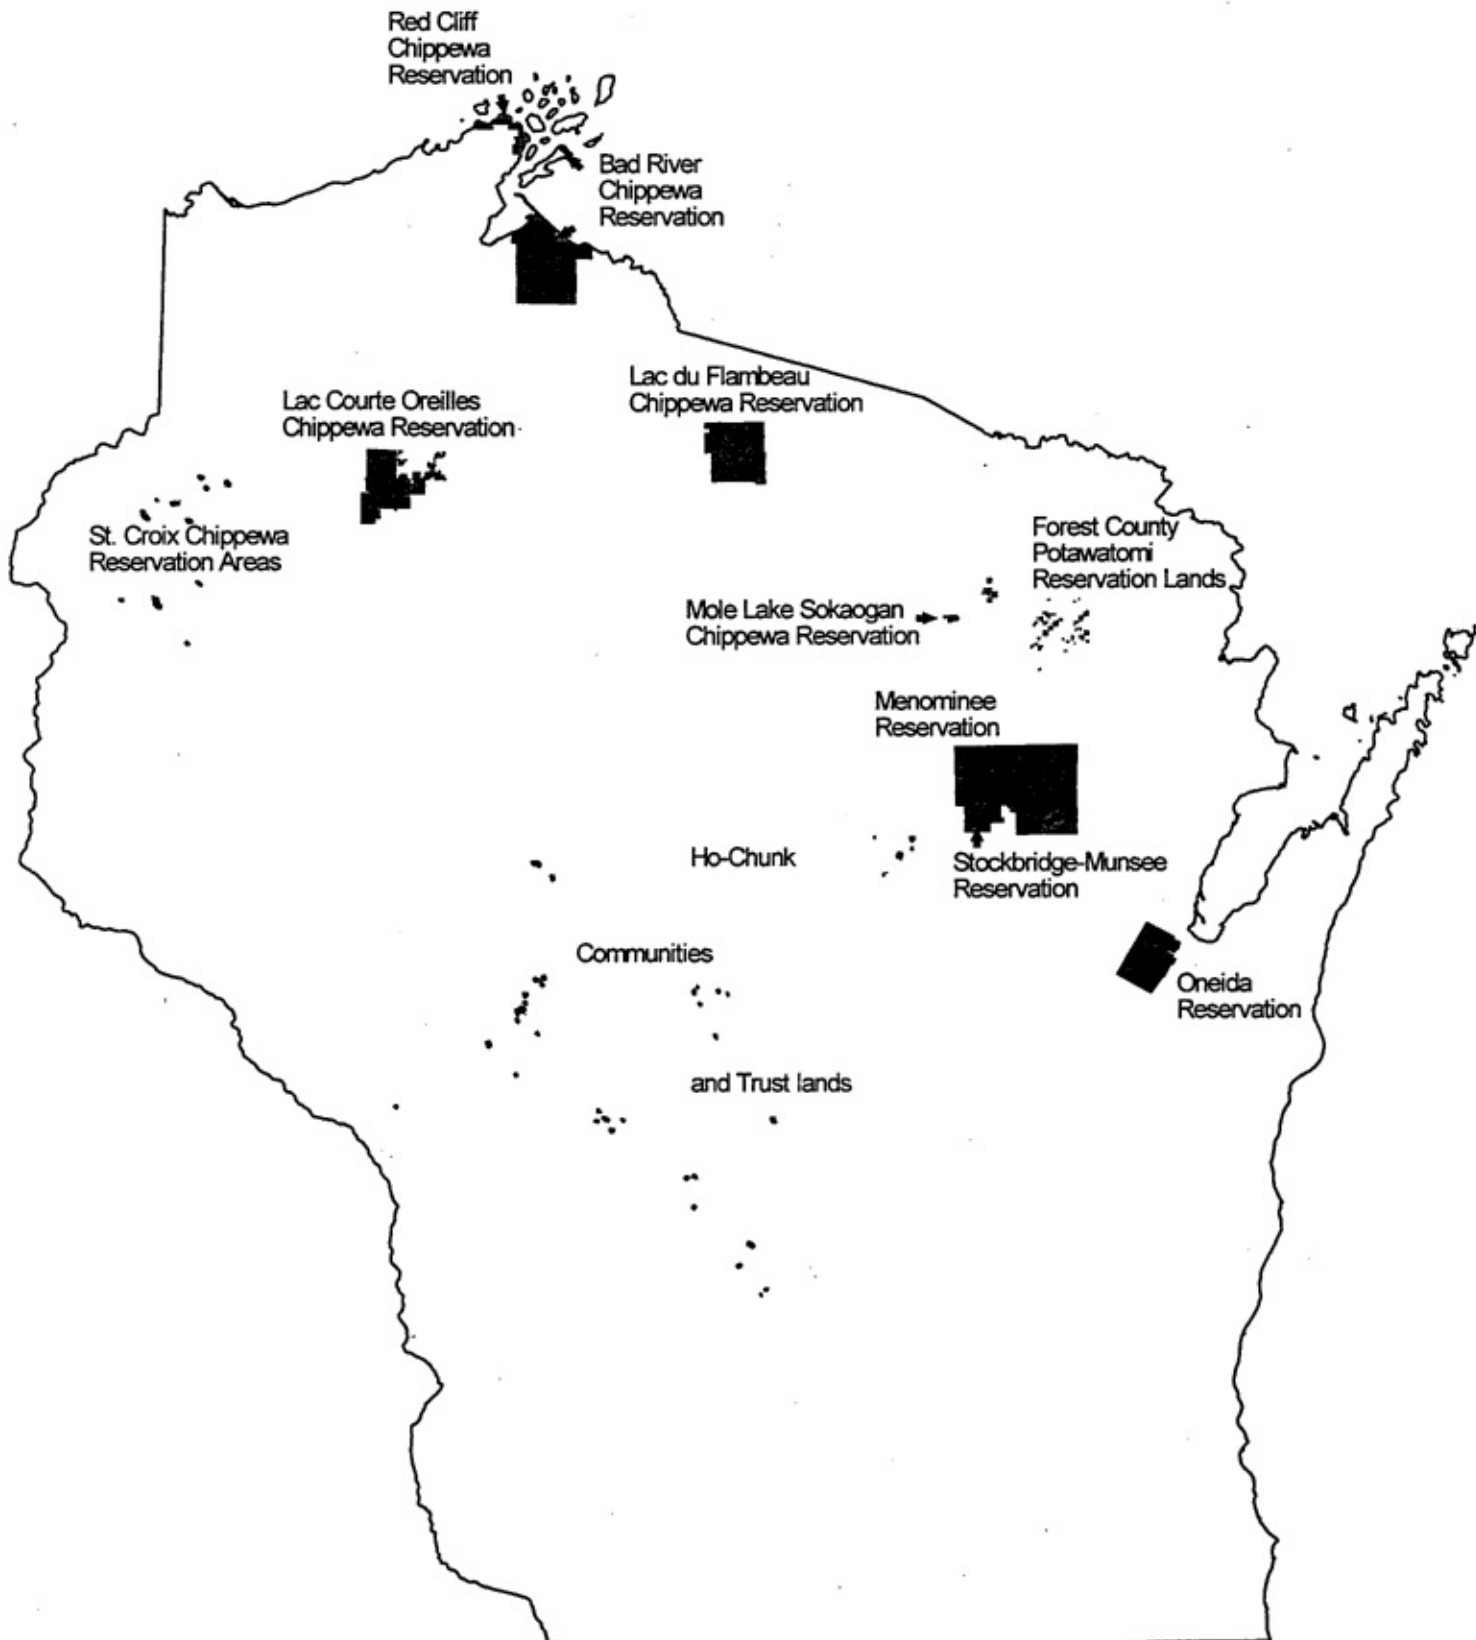 Red Cliff
Chippewa
Reservation
Bad River
Chippewa
Reservation
Lac du Flambeau
Chippewa Reservation
Lac Courte Oreilles
Chippewa Reservation
St. Croix Chippewa
Reservation Areas
Forest County
Potawatomi
Reservation Lands
Mole Lake Sokaogan
Chippewa Reservation
Menominee
Reservation
Ho-Chunk
Stockbridge-Munsee
Reservation
Communities
Oneida
Reservation
and Trust lands